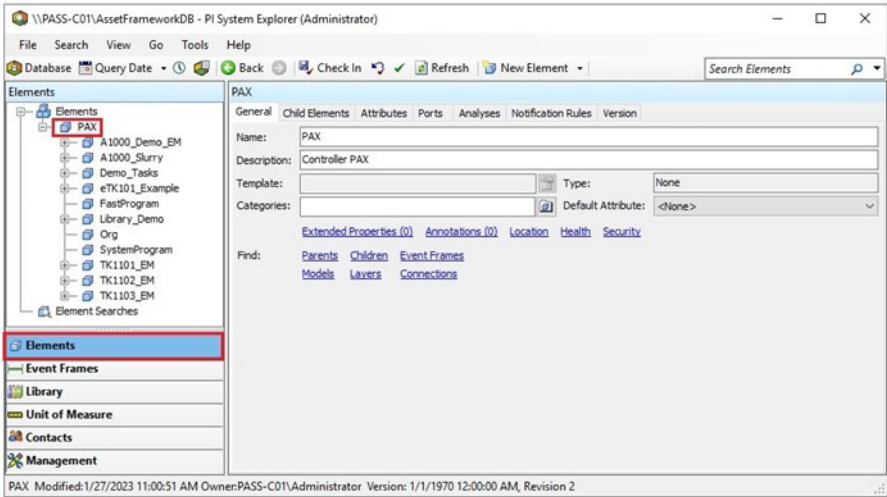 \\PASS-C01\AssetFrameworkDB - PI System Explorer (Administrator)
File Search View Go Tools Help
Database Query Date Back Check In Refresh New Element Search Elements
Elements
Elements
PAX
A1000_Demo_EM
A1000_Slurry
Demo_Tasks
eTK101_Example
FastProgram
Library_Demo
Org
SystemProgram
TK1101_EM
TK1102_EM
TK1103_EM
Element Searches
Elements
Event Frames
Library
Unit of Measure
Contacts
Management
PAX
General Child Elements Attributes Ports Analyses Notification Rules Version
Name: PAX
Description: Controller PAX
Template: Type: None
Categories: Default Attribute: <None>
Extended Properties (0) Annotations (0) Location Health Security
Find: Parents Children Event Frames
Models Layers Connections
PAX Modified:1/27/2023 11:00:51 AM Owner:PASS-C01\Administrator Version: 1/1/1970 12:00:00 AM, Revision 2